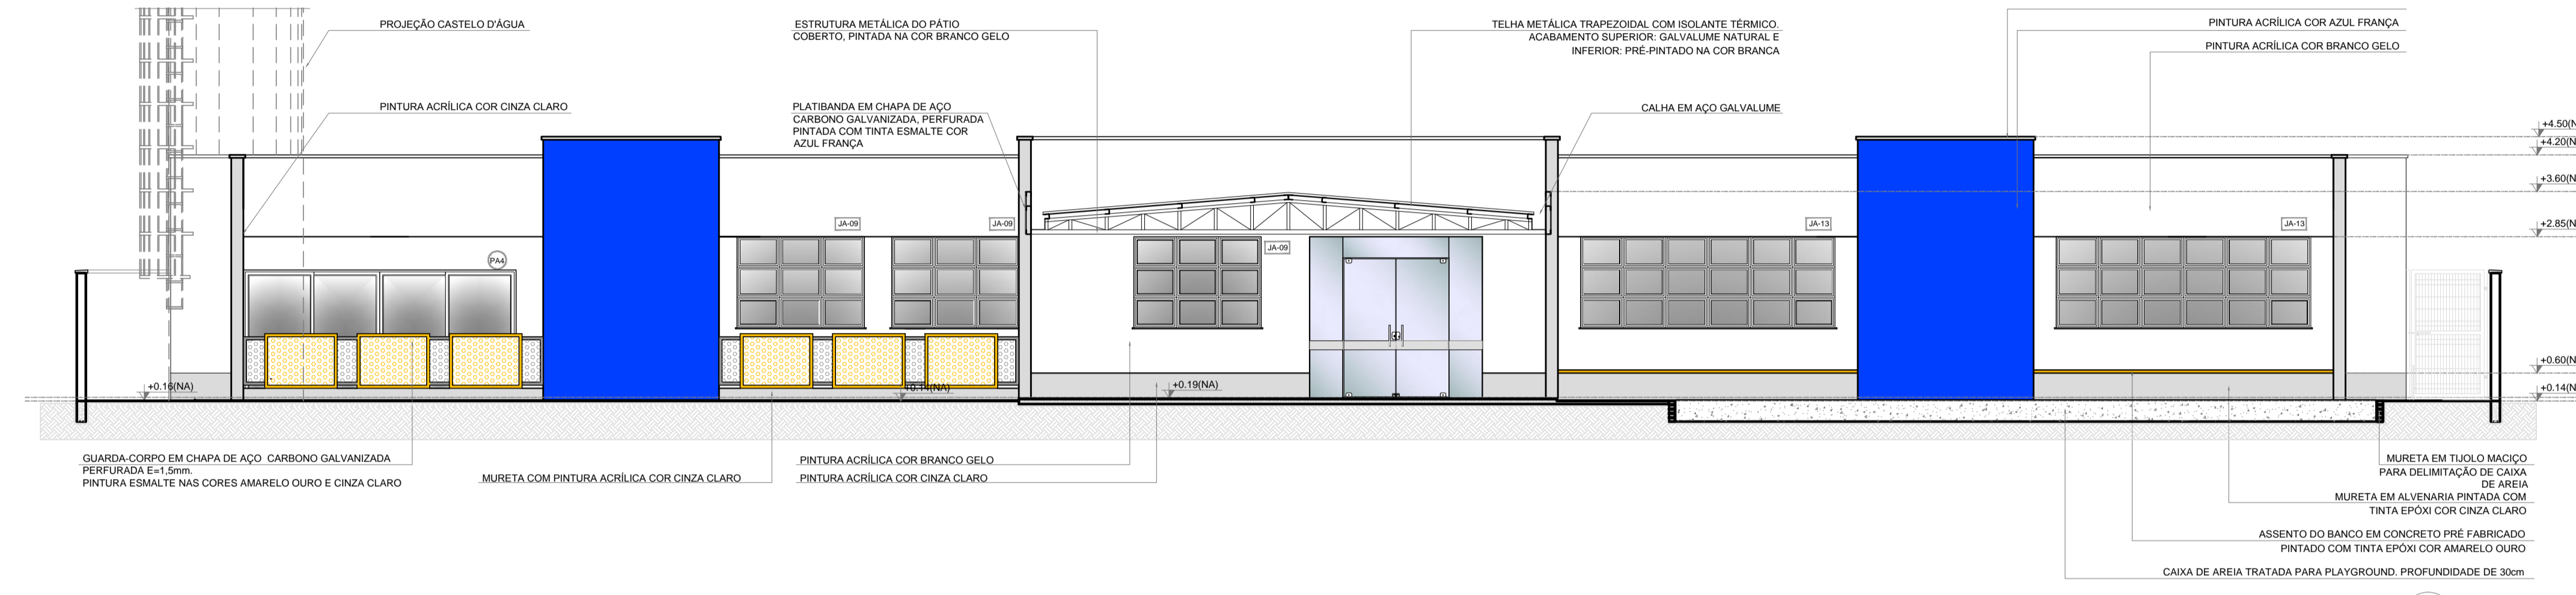 PROJEÇÃO CASTELO D'ÁGUA
PINTURA ACRÍLICA COR CINZA CLARO
ESTRUTURA METÁLICA DO PÁTIO
COBERTO, PINTADA NA COR BRANCO GELO
PLATIBANDA EM CHAPA DE AÇO
CARBONO GALVANIZADA, PERFURADA
PINTADA COM TINTA ESMALTE COR
AZUL FRANÇA
TELHA METÁLICA TRAPEZOIDAL COM ISOLANTE TÉRMICO.
ACABAMENTO SUPERIOR: GALVALUME NATURAL E
INFERIOR: PRÉ-PINTADO NA COR BRANCA
CALHA EM AÇO GALVALUME
PINTURA ACRÍLICA COR AZUL FRANÇA
PINTURA ACRÍLICA COR BRANCO GELO
+4.50(N
+4.20(N
+3.60(N
+2.85(N
+0.60(N
+0.14(N
PA4
JA-09
JA-09
JA-09
JA-13
JA-13
+0.16(NA)
+0.14(NA)
+0.19(NA)
GUARDA-CORPO EM CHAPA DE AÇO CARBONO GALVANIZADA
PERFURADA E=1,5mm.
PINTURA ESMALTE NAS CORES AMARELO OURO E CINZA CLARO
MURETA COM PINTURA ACRÍLICA COR CINZA CLARO
PINTURA ACRÍLICA COR BRANCO GELO
PINTURA ACRÍLICA COR CINZA CLARO
MURETA EM TIJOLO MACIÇO
PARA DELIMITAÇÃO DE CAIXA
DE AREIA
MURETA EM ALVENARIA PINTADA COM
TINTA EPÓXI COR CINZA CLARO
ASSENTO DO BANCO EM CONCRETO PRÉ FABRICADO
PINTADO COM TINTA EPÓXI COR AMARELO OURO
CAIXA DE AREIA TRATADA PARA PLAYGROUND. PROFUNDIDADE DE 30cm